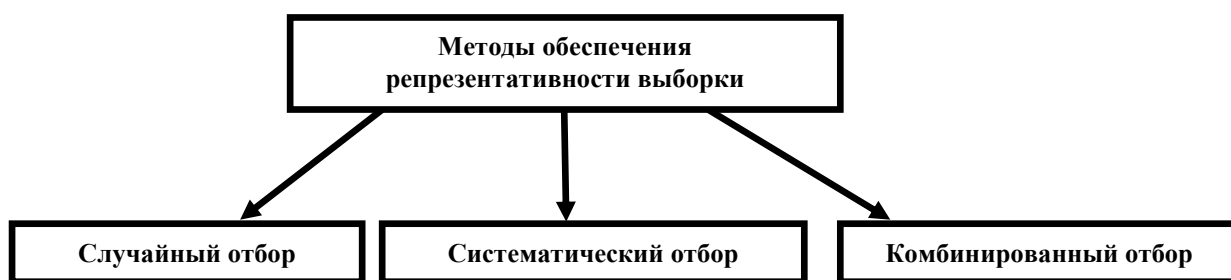 Методы обеспечения
репрезентативности выборки
Случайный отбор
Систематический отбор
Комбинированный отбор